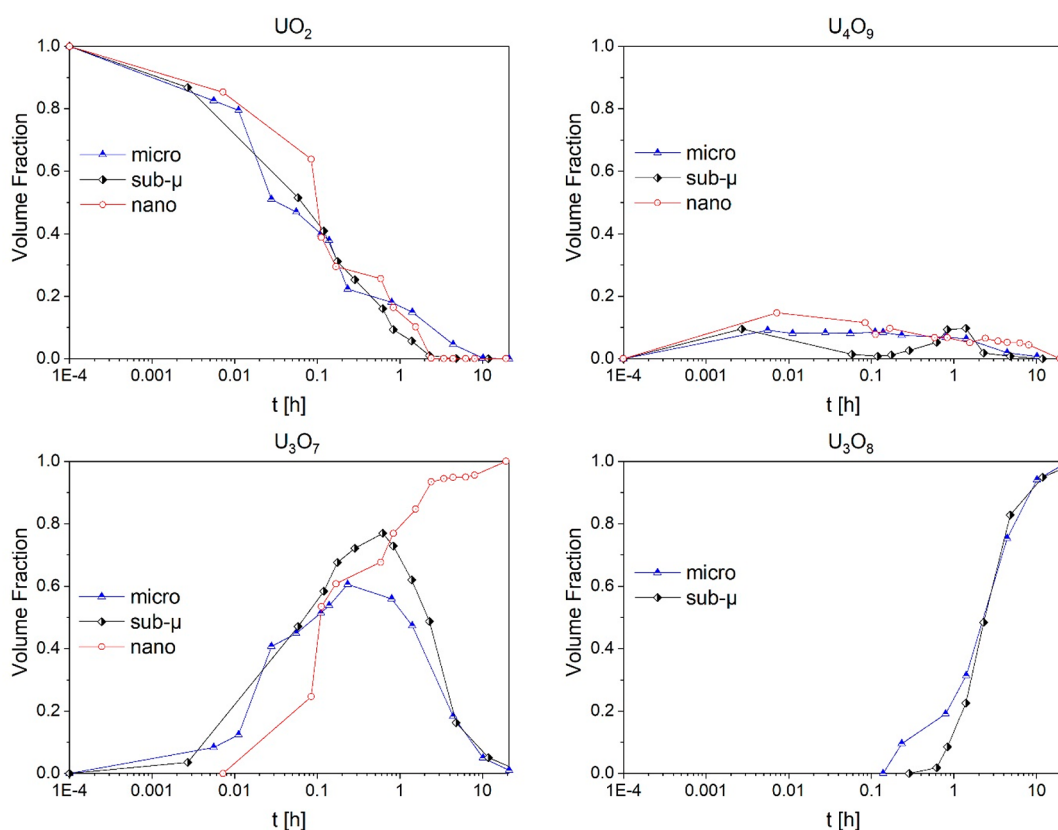 UO2
Volume Fraction
1.0
0.8
0.6
0.4
0.2
0.0
micro
sub-μ
nano
1E-4 0.001 0.01 0.1 1 10
t [h]
U4O9
Volume Fraction
1.0
0.8
0.6
0.4
0.2
0.0
micro
sub-μ
nano
1E-4 0.001 0.01 0.1 1 10
t [h]
U3O7
Volume Fraction
1.0
0.8
0.6
0.4
0.2
0.0
micro
sub-μ
nano
1E-4 0.001 0.01 0.1 1 10
t [h]
U3O8
Volume Fraction
1.0
0.8
0.6
0.4
0.2
0.0
micro
sub-μ
1E-4 0.001 0.01 0.1 1 10
t [h]